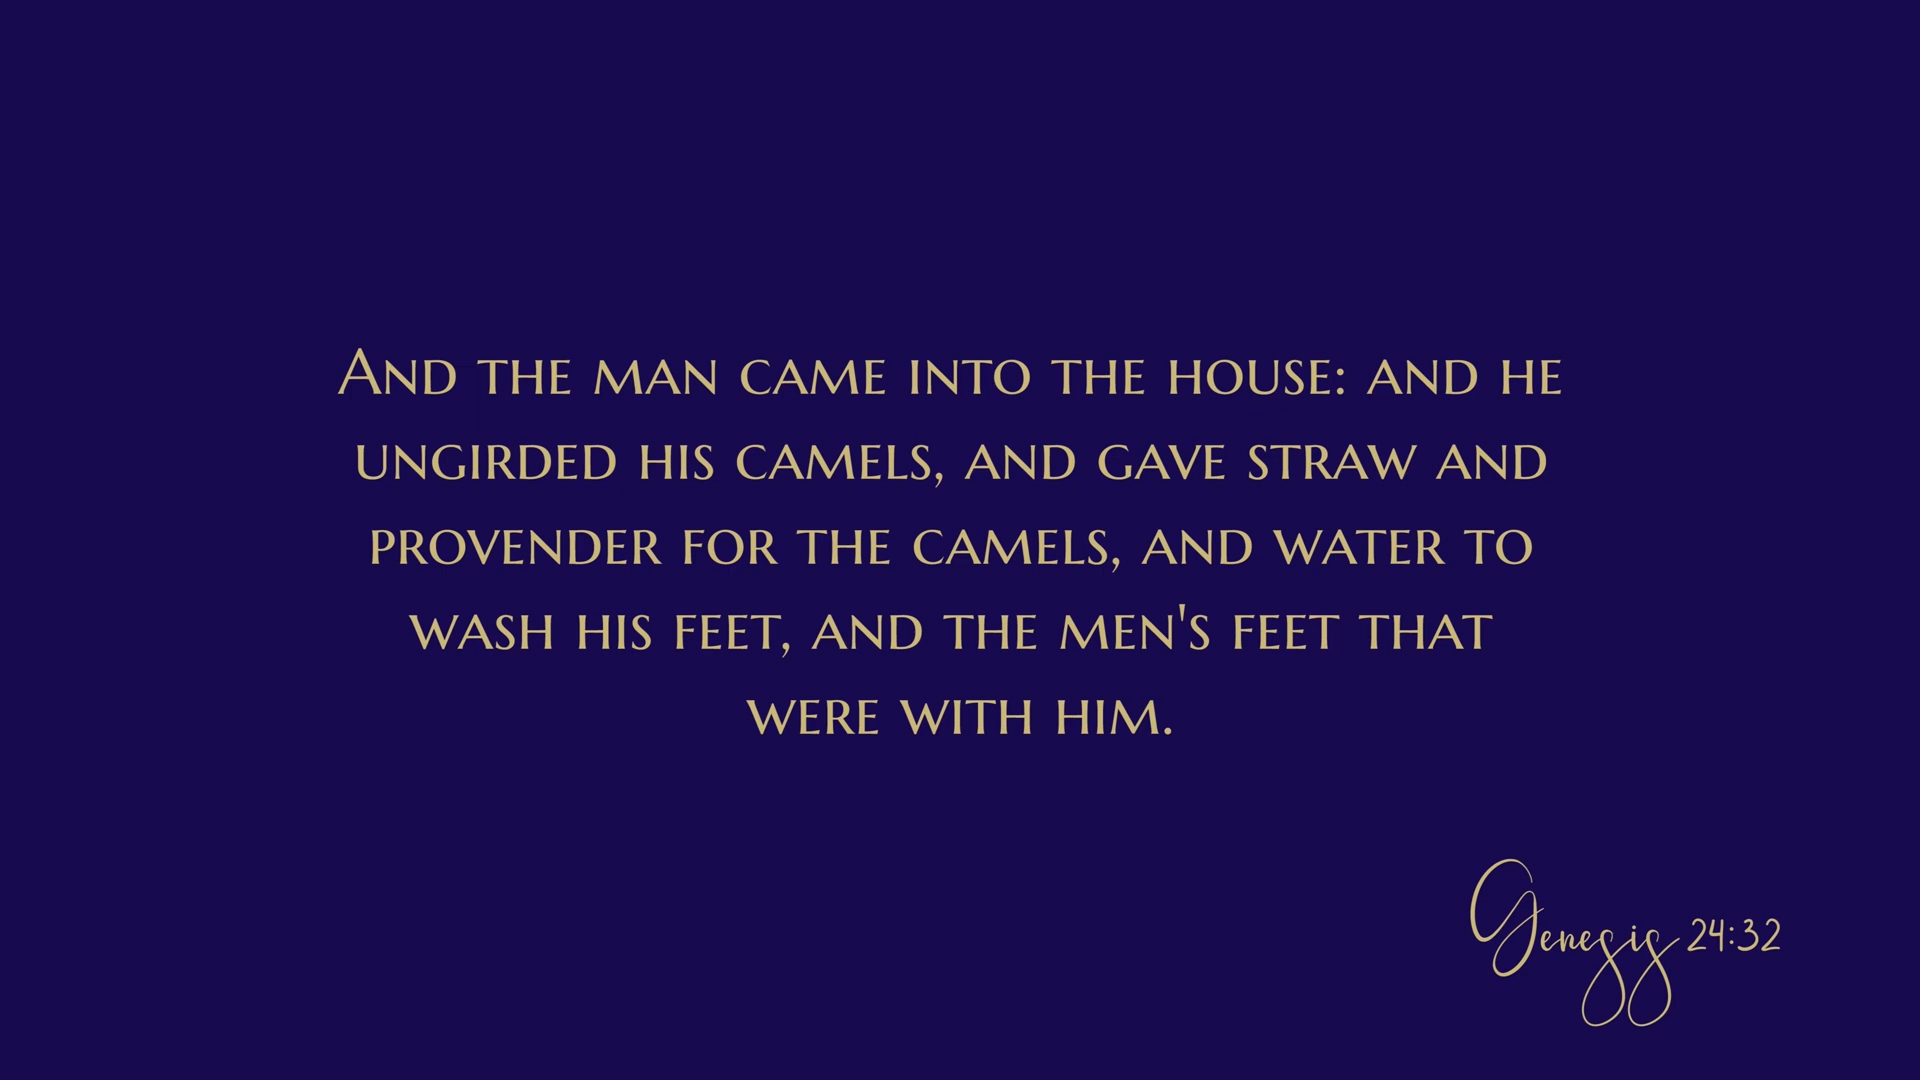 And the man came into the house: and he
ungirded his camels, and gave straw and
provender for the camels, and water to
wash his feet, and the men's feet that
were with him.
Genesis 24:32